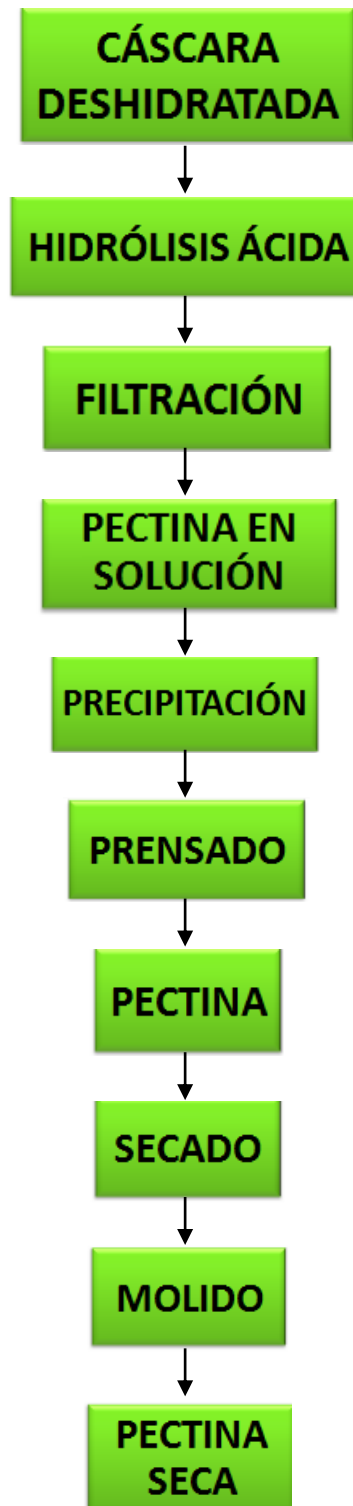 CÁSCARA
DESHIDRATADA
HIDRÓLISIS ÁCIDA
FILTRACIÓN
PECTINA EN
SOLUCIÓN
PRECIPITACIÓN
PRENSADO
PECTINA
SECADO
MOLIDO
PECTINA
SECA